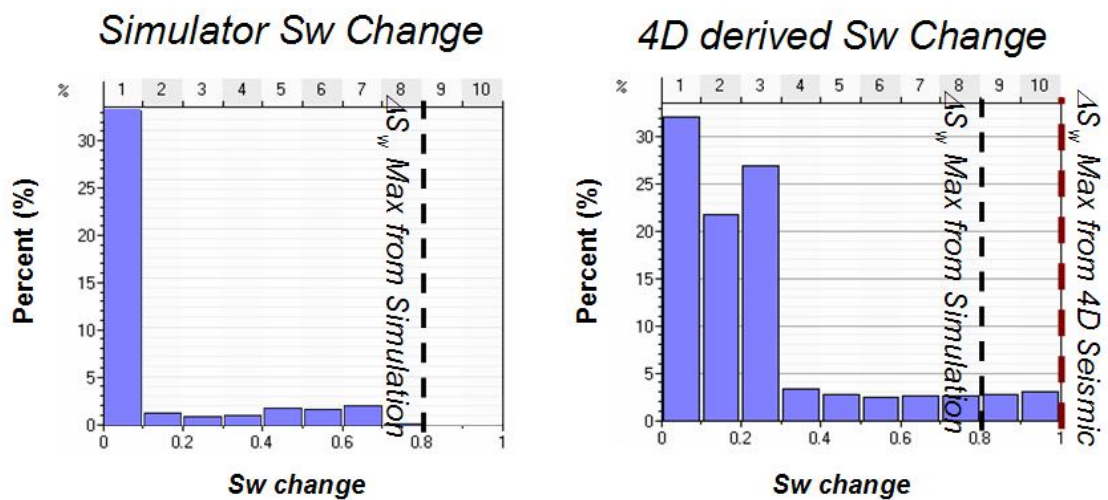 Simulator Sw Change
% 1 2 3 4 5 6 7 8 9 10
Percent (%)
30
25
20
15
10
5
0
0 0.2 0.4 0.6 0.8 1
Sw change
ΔSw Max from Simulation
4D derived Sw Change
% 1 2 3 4 5 6 7 8 9 10
Percent (%)
30
25
20
15
10
5
0
0 0.2 0.4 0.6 0.8 1
Sw change
ΔSw Max from Simulation
ΔSw Max from 4D Seismic